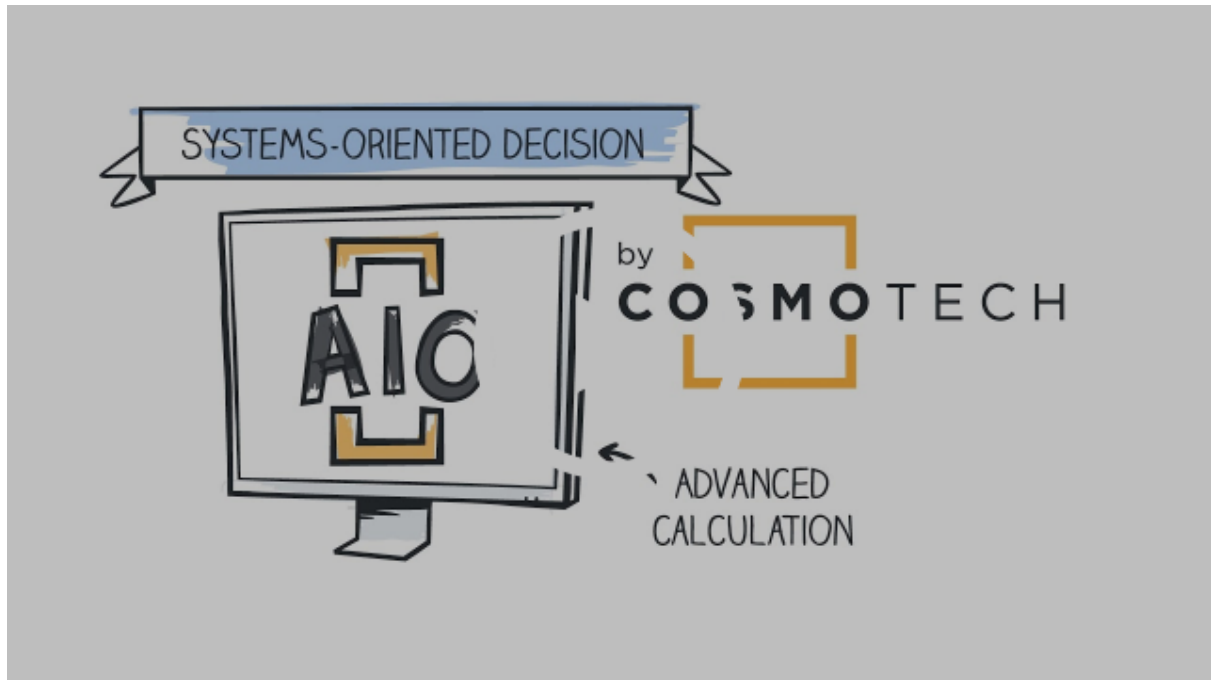 SYSTEMS-ORIENTED DECISION
AIO
by
COSMOTECH
ADVANCED
CALCULATION